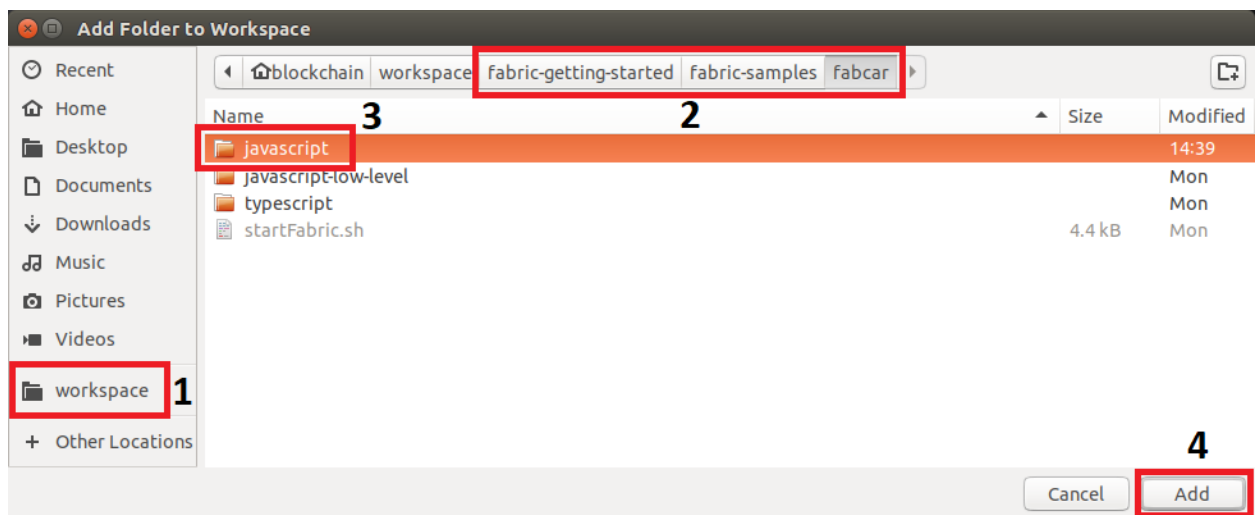 Add Folder to Workspace
Recent
Home
Desktop
Documents
Downloads
Music
Pictures
Videos
workspace 1
+ Other Locations
blockchain workspace fabric-getting-started fabric-samples fabcar
3 2
Name Size Modified
javascript 14:39
javascript-low-level Mon
typescript Mon
startFabric.sh 4.4 kB Mon
4
Cancel Add